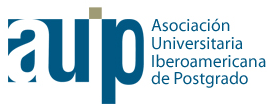 auip
Asociación
Universitaria
Iberoamericana
de Postgrado